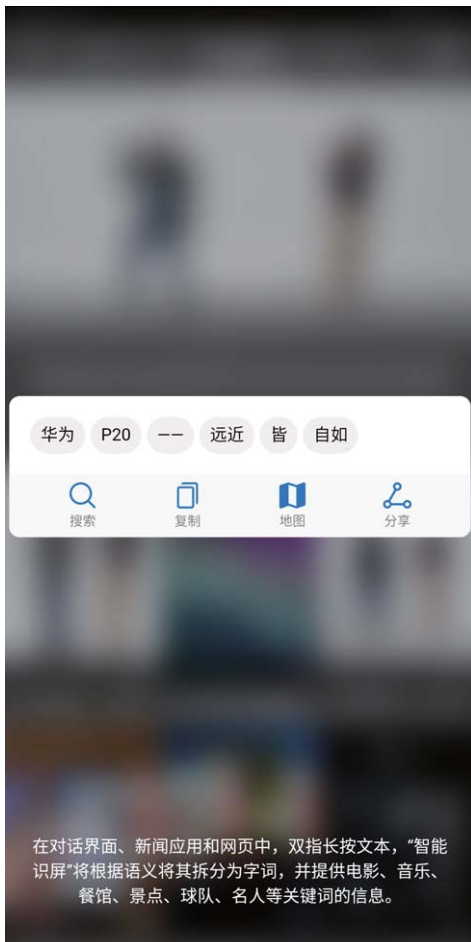 华为 P20 —— 远近 皆 自如
搜索 复制 地图 分享
在对话界面、新闻应用和网页中，双指长按文本，“智能
识屏”将根据语义将其拆分为字词，并提供电影、音乐、
餐馆、景点、球队、名人等关键词的信息。